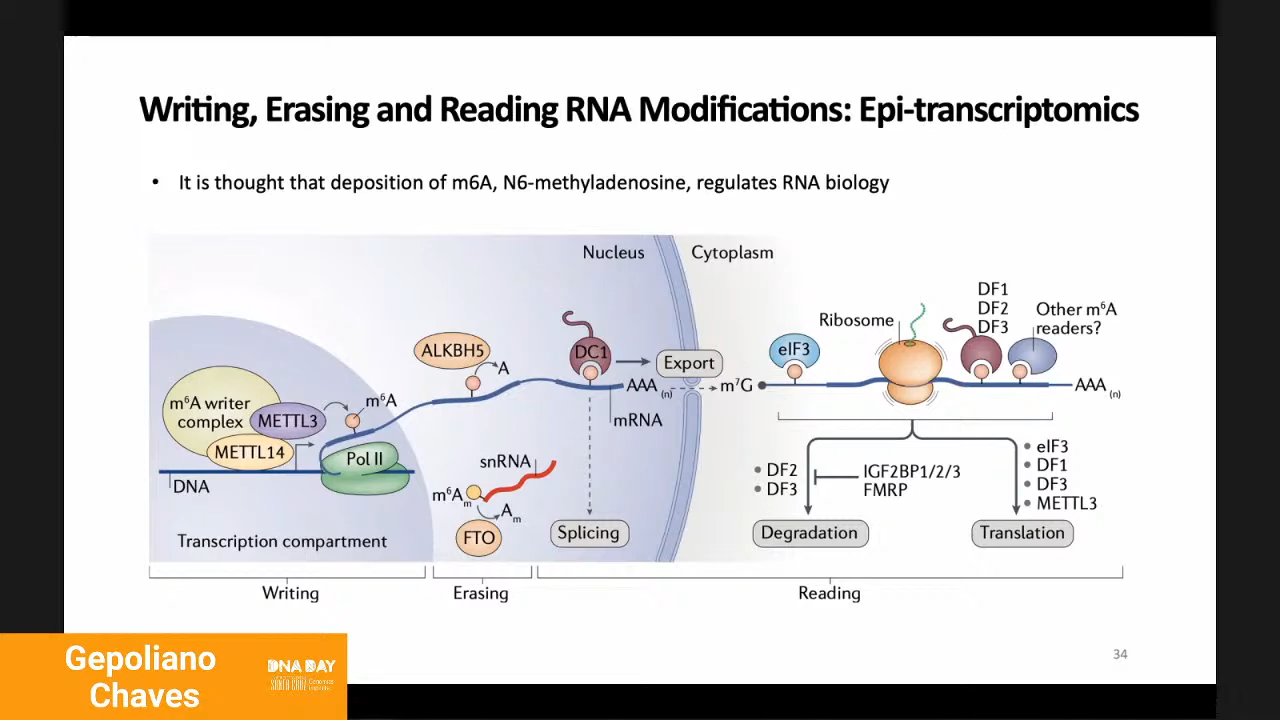 Writing, Erasing and Reading RNA Modifications: Epi-transcriptomics
• It is thought that deposition of m6A, N6-methyladenosine, regulates RNA biology
Nucleus
Cytoplasm
m⁶A writer
complex
METTL3
METTL14
m⁶A
Pol II
DNA
Transcription compartment
ALKBH5
A
snRNA
m⁶Aₘ
Aₘ
FTO
DC1
Export
AAA(n)
mRNA
Splicing
m⁷G
eIF3
Ribosome
DF1
DF2
DF3
Other m⁶A
readers?
AAA(n)
• DF2
• DF3
IGF2BP1/2/3
FMRP
Degradation
• eIF3
• DF1
• DF3
• METTL3
Translation
Writing
Erasing
Reading
34
Gepoliano
Chaves
DNA DAY